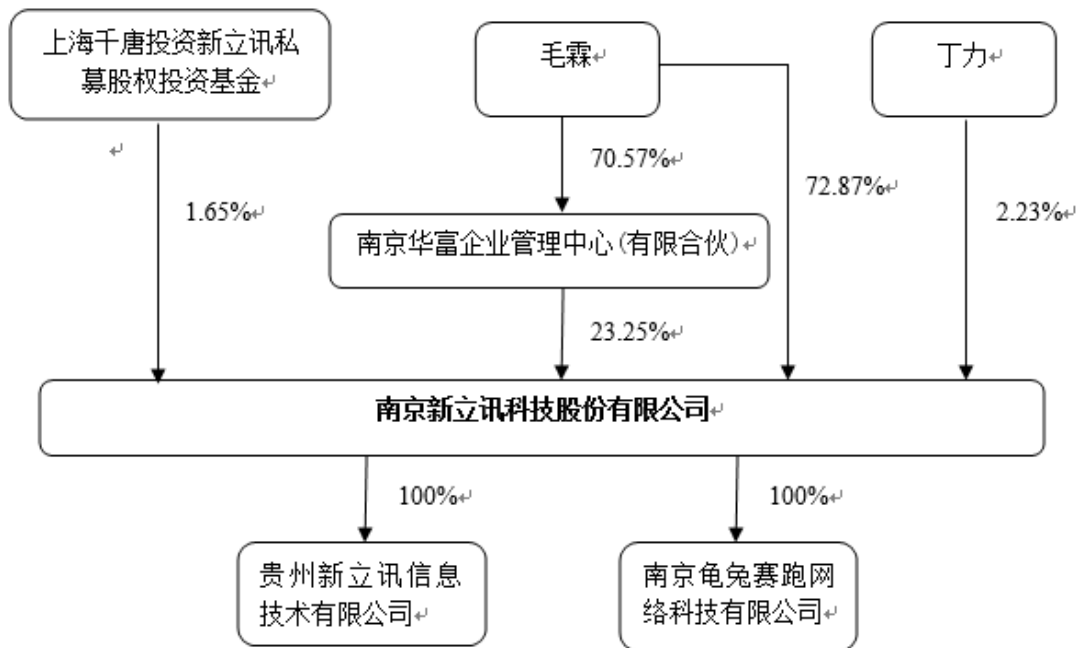 上海千唐投资新立讯私
募股权投资基金↵
毛霖↵
丁力↵
↵
70.57%↵
72.87%↵
1.65%↵
2.23%↵
南京华富企业管理中心(有限合伙)↵
23.25%↵
南京新立讯科技股份有限公司↵
100%↵
100%↵
贵州新立讯信息
技术有限公司↵
南京龟兔赛跑网
络科技有限公司↵